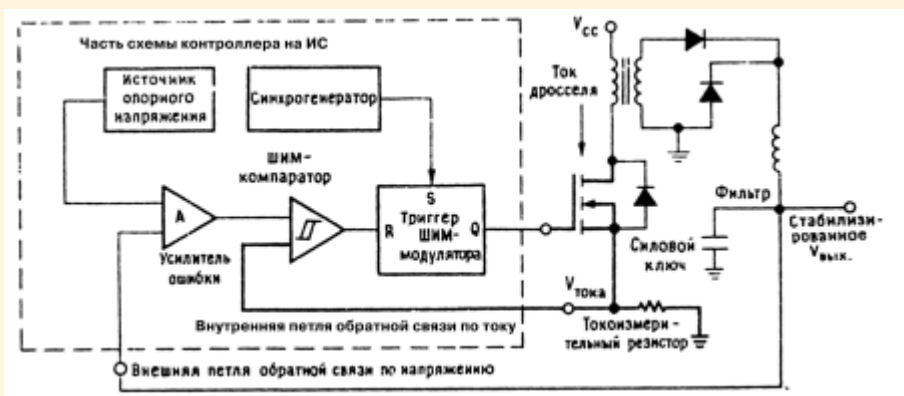 Часть схемы контроллера на ИС
Источник
опорного
напряжения
Синхрогенератор
ШИМ-
компаратор
A
Усилитель
ошибки
S
R
Триггер
ШИМ-
модулятора
Q
Vcc
Ток
дросселя
Силовой
ключ
Фильтр
Стабилизи-
рованное
Vвых.
Vтока
Токоизмери-
тельный резистор
Внутренняя петля обратной связи по току
Внешняя петля обратной связи по напряжению